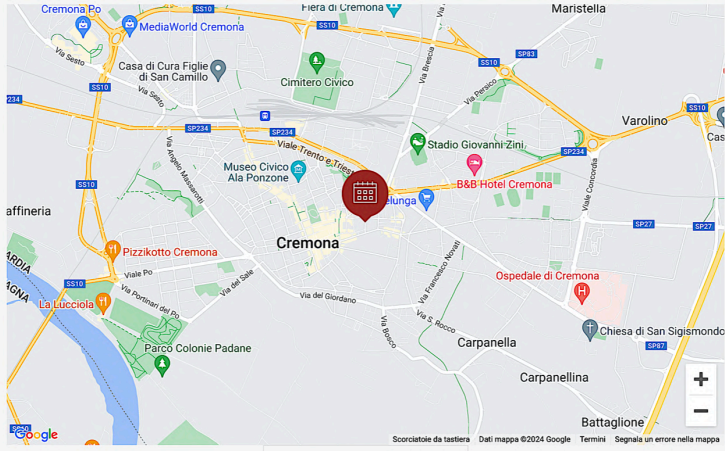 Cremona Po
SS10
Fiera di Cremona
Maristella
MediaWorld Cremona
SS10
Via Sesto
Casa di Cura Figlie
di San Camillo
Via Brescia
SP83
SS10
Via Persico
Cimitero Civico
SS10
Via Sesto
SP234
SS10
Varolino
SP234
Viale Trento e Trieste
Stadio Giovanni Zini
SP234
Via Angelo Massarotti
Museo Civico
Ala Ponzone
B&B Hotel Cremona
Viale Concordia
SS10
elunga
affineria
SP27
SP27
Cremona
Pizzikotto Cremona
Via Francesco Novati
Viale Po
Via del Sale
Ospedale di Cremona
SS10
Via Portinari del Po
La Lucciola
Via del Giordano
Via S. Rocco
Via Bosco
Chiesa di San Sigismondo
SP87
Parco Colonie Padane
Carpanella
Carpanellina
Battaglione
+
−
Google
Scorciatoie da tastiera
Dati mappa ©2024 Google
Termini
Segnala un errore nella mappa